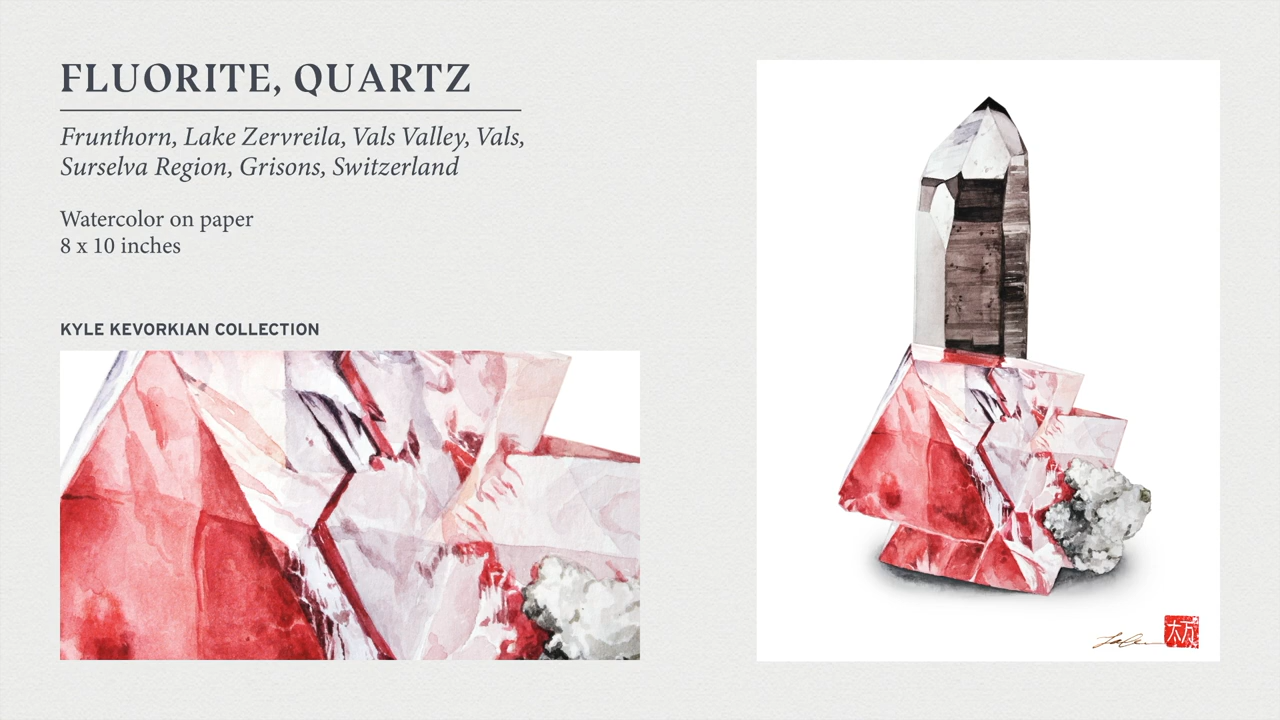 FLUORITE, QUARTZ
Frunthorn, Lake Zervreila, Vals Valley, Vals,
Surselva Region, Grisons, Switzerland
Watercolor on paper
8 x 10 inches
KYLE KEVORKIAN COLLECTION